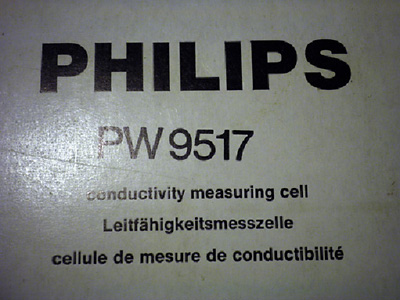 PHILIPS
PW 9517
conductivity measuring cell
Leitfähigkeitsmesszelle
cellule de mesure de conductibilité